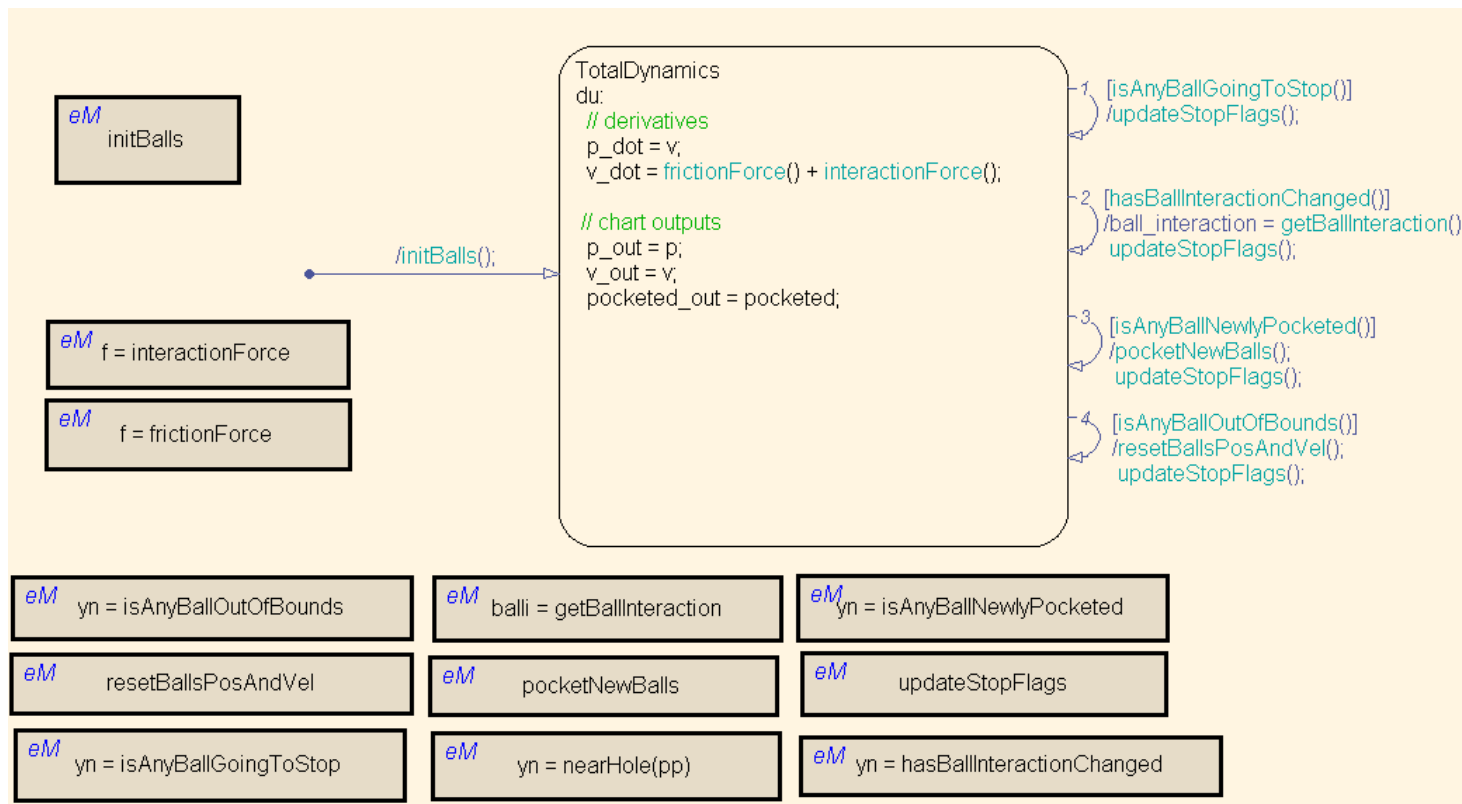 eM
initBalls
TotalDynamics
du:
// derivatives
p_dot = v;
v_dot = frictionForce() + interactionForce();
// chart outputs
p_out = p;
v_out = v;
pocketed_out = pocketed;
/initBalls();
1
[isAnyBallGoingToStop()]
/updateStopFlags();
2
[hasBallInteractionChanged()]
/ball_interaction = getBallInteraction()
updateStopFlags();
3
[isAnyBallNewlyPocketed()]
/pocketNewBalls();
updateStopFlags();
4
[isAnyBallOutOfBounds()]
/resetBallsPosAndVel();
updateStopFlags();
eM
f = interactionForce
eM
f = frictionForce
eM
yn = isAnyBallOutOfBounds
eM
balli = getBallInteraction
eM
yn = isAnyBallNewlyPocketed
eM
resetBallsPosAndVel
eM
pocketNewBalls
eM
updateStopFlags
eM
yn = isAnyBallGoingToStop
eM
yn = nearHole(pp)
eM
yn = hasBallInteractionChanged